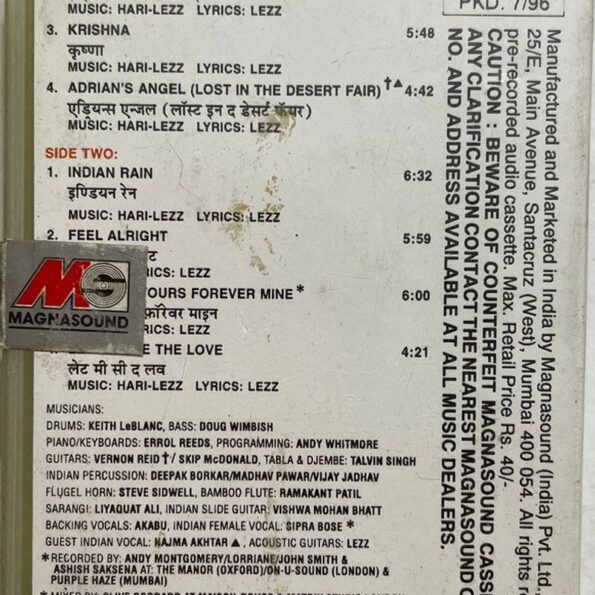 MUSIC: HARI-LEZZ LYRICS: LEZZ
3. KRISHNA 5:48
कृष्णा
MUSIC: HARI-LEZZ LYRICS: LEZZ
4. ADRIAN'S ANGEL (LOST IN THE DESERT FAIR)†▲ 4:42
एड्रियन्स एन्जल (लॉस्ट इन द डेसर्ट फेयर)
MUSIC: HARI-LEZZ LYRICS: LEZZ
SIDE TWO:
1. INDIAN RAIN 6:32
इण्डियन रेन
MUSIC: HARI-LEZZ LYRICS: LEZZ
2. FEEL ALRIGHT 5:59
LYRICS: LEZZ
OURS FOREVER MINE* 6:00
फ़ॉरेवर माइन
LYRICS: LEZZ
THE LOVE 4:21
लेट मी सी द लव
MUSIC: HARI-LEZZ LYRICS: LEZZ
MAGNASOUND
MUSICIANS:
DRUMS: KEITH LeBLANC, BASS: DOUG WIMBISH
PIANO/KEYBOARDS: ERROL REEDS, PROGRAMMING: ANDY WHITMORE
GUITARS: VERNON REID †/ SKIP McDONALD, TABLA & DJEMBE: TALVIN SINGH
INDIAN PERCUSSION: DEEPAK BORKAR/MADHAV PAWAR/VIJAY JADHAV
FLUGEL HORN: STEVE SIDWELL, BAMBOO FLUTE: RAMAKANT PATIL
SARANGI: LIYAQUAT ALI, INDIAN SLIDE GUITAR: VISHWA MOHAN BHATT
BACKING VOCALS: AKABU, INDIAN FEMALE VOCAL: SIPRA BOSE *
GUEST INDIAN VOCAL: NAJMA AKHTAR ▲, ACOUSTIC GUITARS: LEZZ
* RECORDED BY: ANDY MONTGOMERY/LORRIANE/JOHN SMITH &
ASHISH SAKSENA AT: THE MANOR (OXFORD)/ON-U-SOUND (LONDON) &
PURPLE HAZE (MUMBAI)
PKD. 7/96
Manufactured and Marketed in India by Magnasound (India) Pvt. Ltd.,
25/E, Main Avenue, Santacruz (West), Mumbai 400 054. All rights
pre-recorded audio cassette. Max. Retail Price Rs. 40/-
CAUTION : BEWARE OF COUNTERFEIT MAGNASOUND
ANY CLARIFICATION CONTACT THE NEAREST MAGNASOUND
NO. AND ADDRESS AVAILABLE AT ALL MUSIC DEALERS.